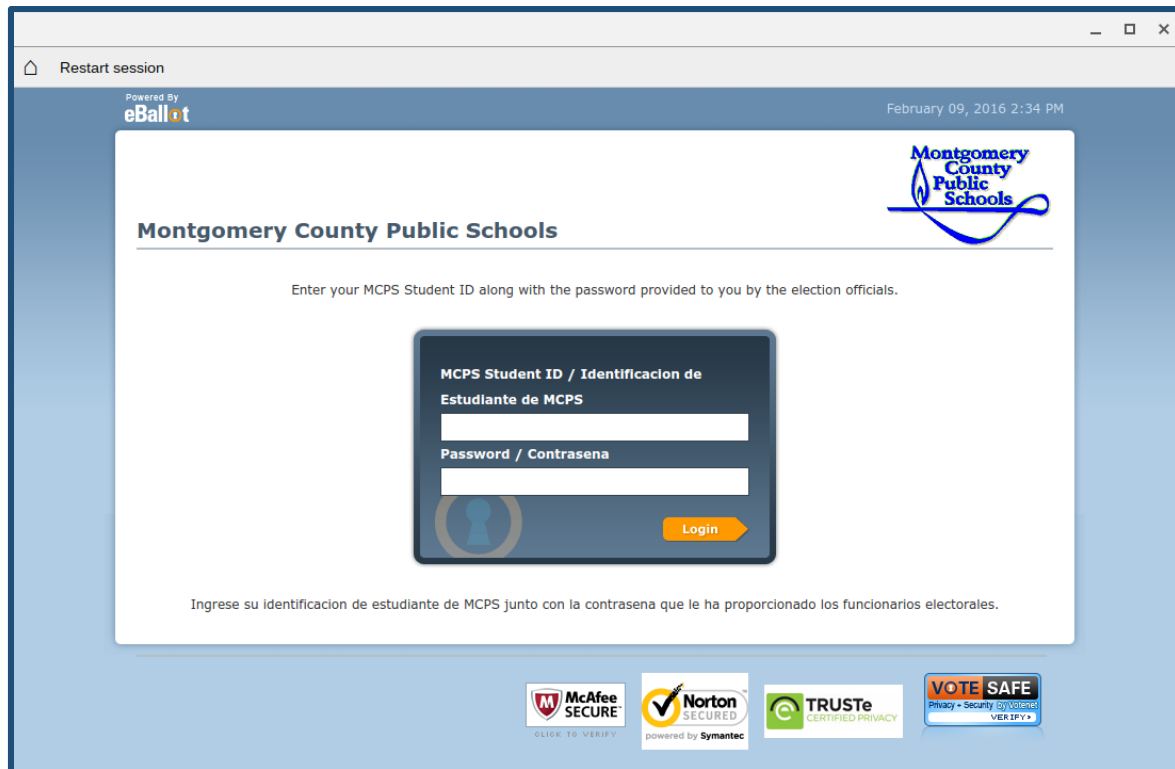 Restart session
Powered By
eBallot
February 09, 2016 2:34 PM
Montgomery
County
Public
Schools
Montgomery County Public Schools
Enter your MCPS Student ID along with the password provided to you by the election officials.
MCPS Student ID / Identificacion de
Estudiante de MCPS
Password / Contrasena
Login
Ingrese su identificacion de estudiante de MCPS junto con la contrasena que le ha proporcionado los funcionarios electorales.
McAfee
SECURE™
CLICK TO VERIFY
Norton
SECURED
powered by Symantec
TRUSTe
CERTIFIED PRIVACY
VOTE SAFE
Privacy + Security by Votenet
VERIFY>